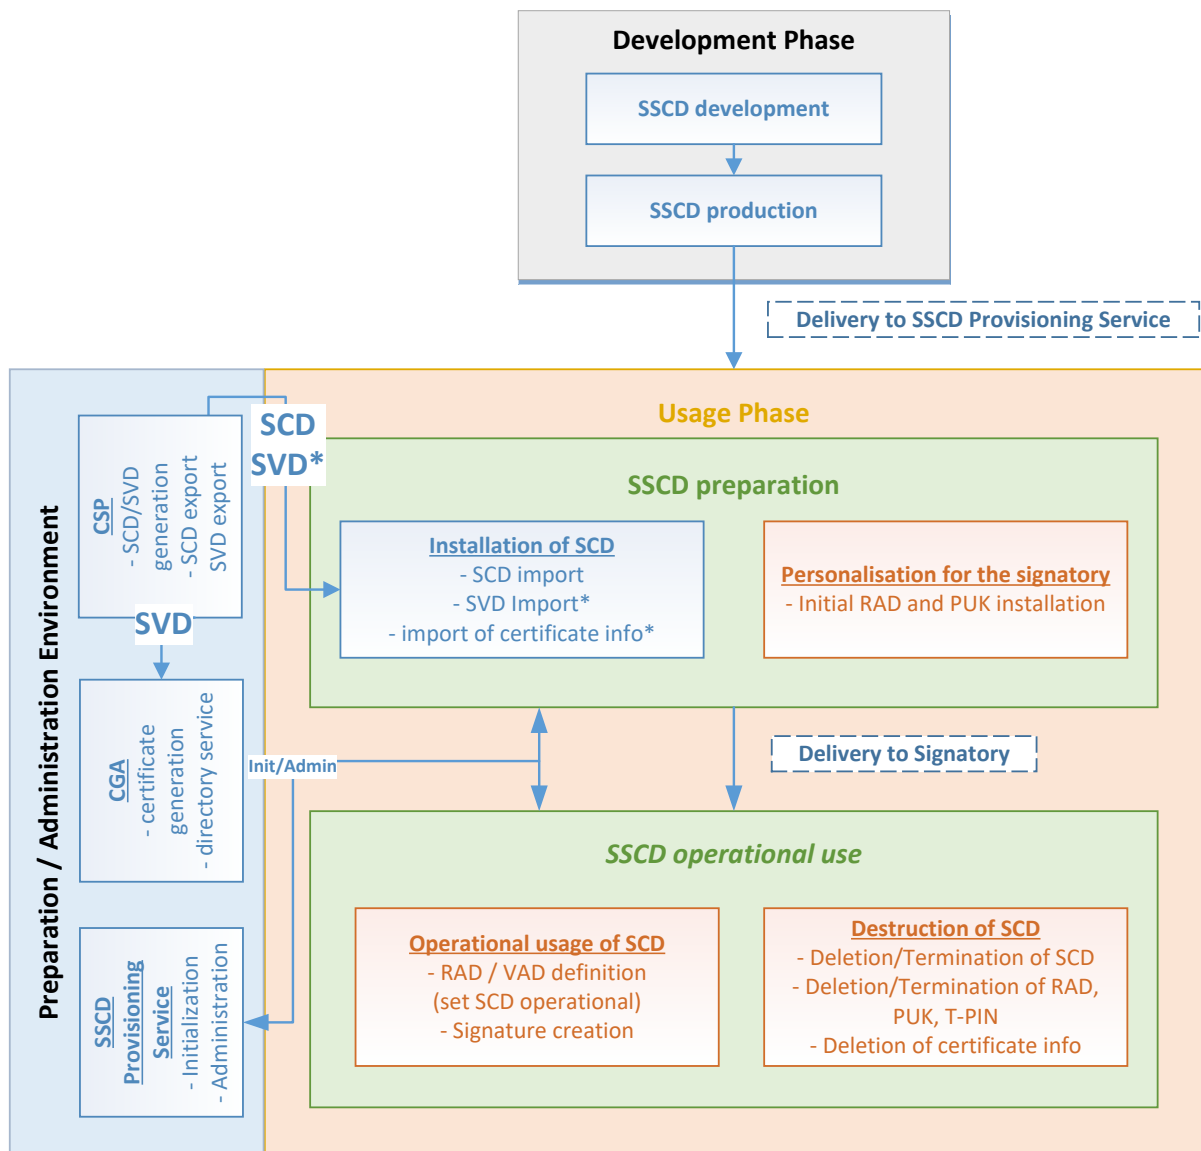 Development Phase
SSCD development
SSCD production
Delivery to SSCD Provisioning Service
Preparation / Administration Environment
CSP
- SCD/SVD
generation
- SCD export
SVD export
SVD
CGA
- certificate
generation
- directory service
SSCD
Provisioning
Service
- Initialization
- Administration
SCD
SVD*
Init/Admin
Usage Phase
SSCD preparation
Installation of SCD
- SCD import
- SVD Import*
- import of certificate info*
Personalisation for the signatory
- Initial RAD and PUK installation
Delivery to Signatory
SSCD operational use
Operational usage of SCD
- RAD / VAD definition
(set SCD operational)
- Signature creation
Destruction of SCD
- Deletion/Termination of SCD
- Deletion/Termination of RAD,
PUK, T-PIN
- Deletion of certificate info